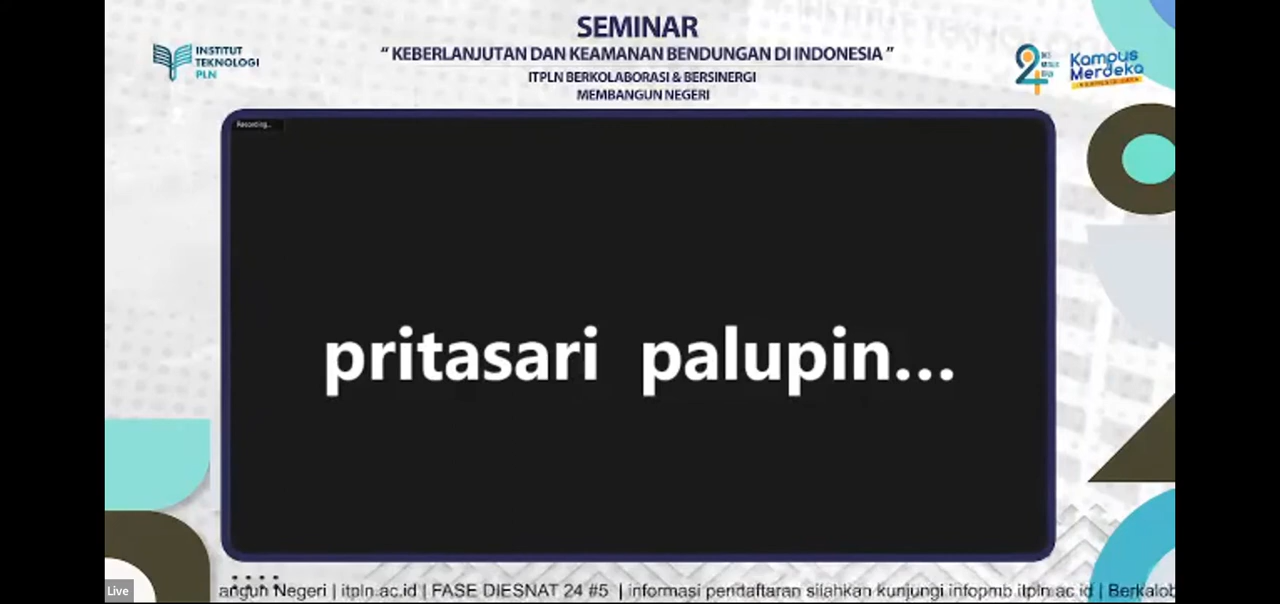 SEMINAR
“ KEBERLANJUTAN DAN KEAMANAN BENDUNGAN DI INDONESIA ”
ITPLN BERKOLABORASI & BERSINERGI
MEMBANGUN NEGERI
INSTITUT
TEKNOLOGI
PLN
Kampus
Merdeka
Recording...
pritasari palupin...
Live
angun Negeri | itpln.ac.id | FASE DIESNAT 24 #5 | informasi pendaftaran silahkan kunjungi infopmb.itpln.ac.id | Berkalob